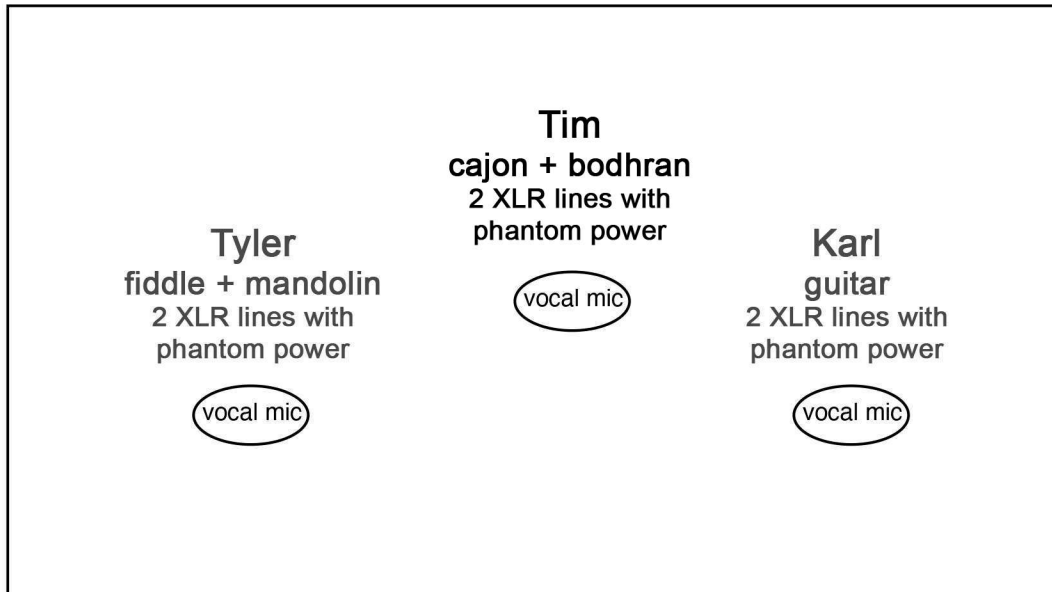 Tim
cajon + bodhran
2 XLR lines with
phantom power
vocal mic
Tyler
fiddle + mandolin
2 XLR lines with
phantom power
vocal mic
Karl
guitar
2 XLR lines with
phantom power
vocal mic